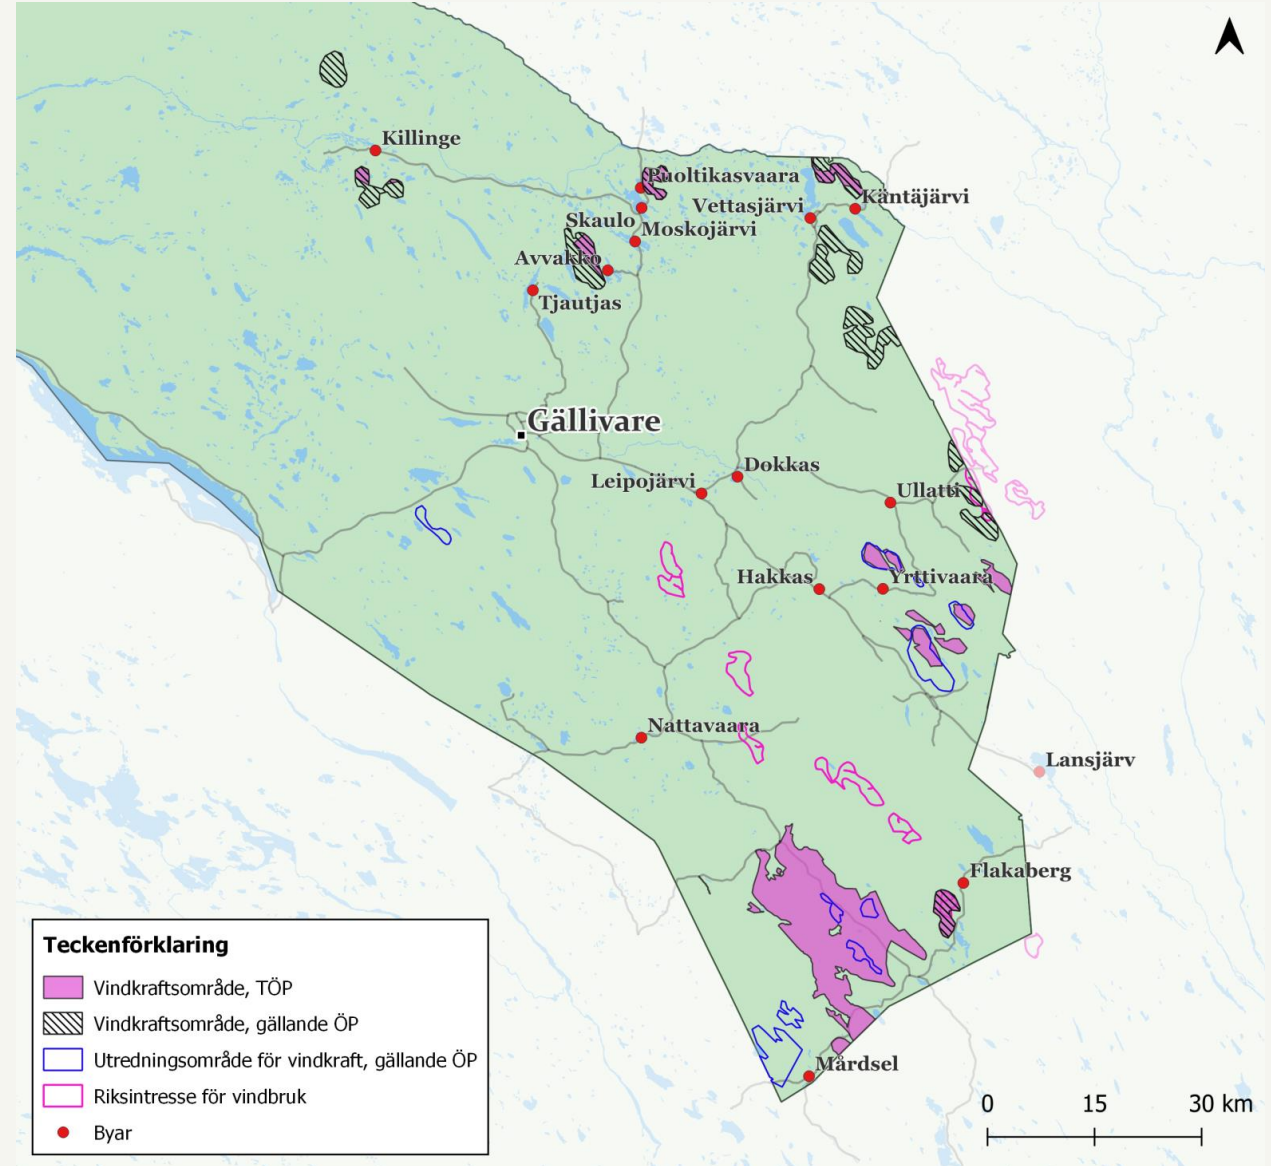 Killinge
Puoltikasvaara
Käntäjärvi
Vettasjärvi
Skaulo
Moskojärvi
Avvakko
Tjautjas
Gällivare
Dokkas
Leipojärvi
Ullatti
Hakkas
Yrttivaara
Nattavaara
Lansjärv
Flakaberg
Mårdsel
Teckenförklaring
Vindkraftsområde, TÖP
Vindkraftsområde, gällande ÖP
Utredningsområde för vindkraft, gällande ÖP
Riksintresse för vindbruk
Byar
0 15 30 km